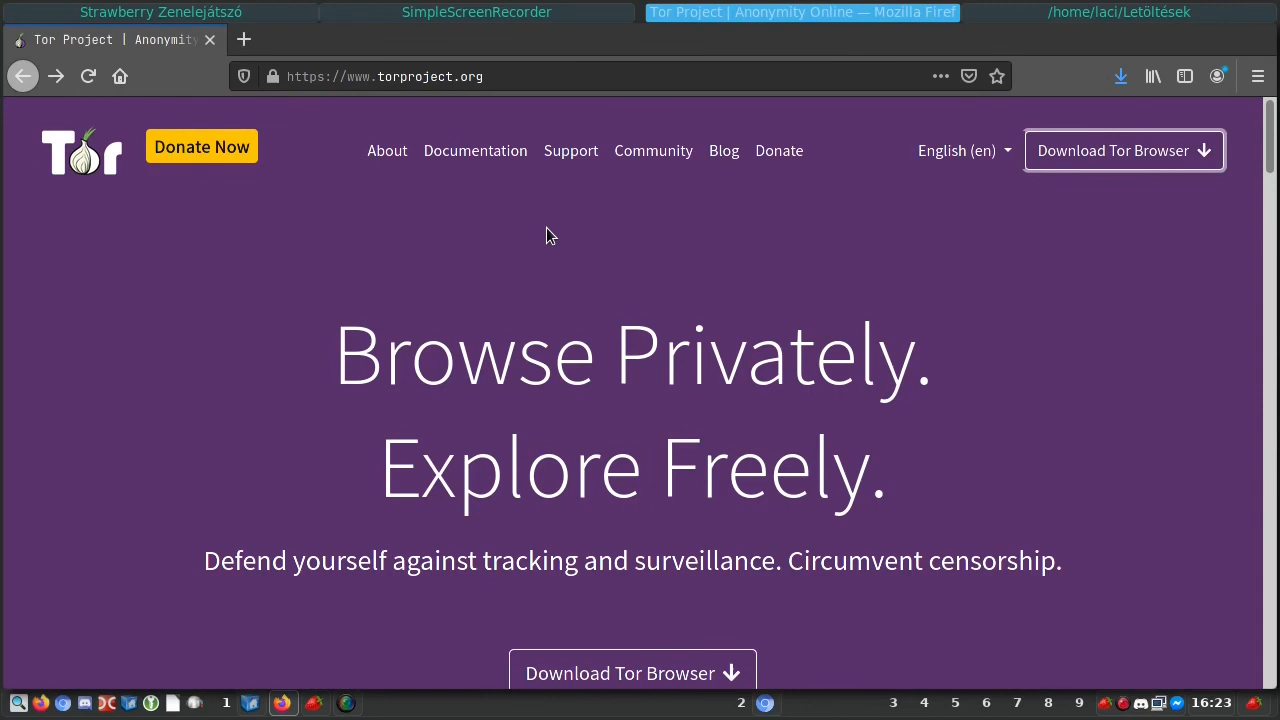 Strawberry Zenelejátszó
SimpleScreenRecorder
Tor Project | Anonymity Online — Mozilla Firef
/home/laci/Letöltések
Tor Project | Anonymity
https://www.torproject.org
Tor
Donate Now
About
Documentation
Support
Community
Blog
Donate
English (en)
Download Tor Browser
Browse Privately.
Explore Freely.
Defend yourself against tracking and surveillance. Circumvent censorship.
Download Tor Browser
1
2
3
4
5
6
7
8
9
16:23